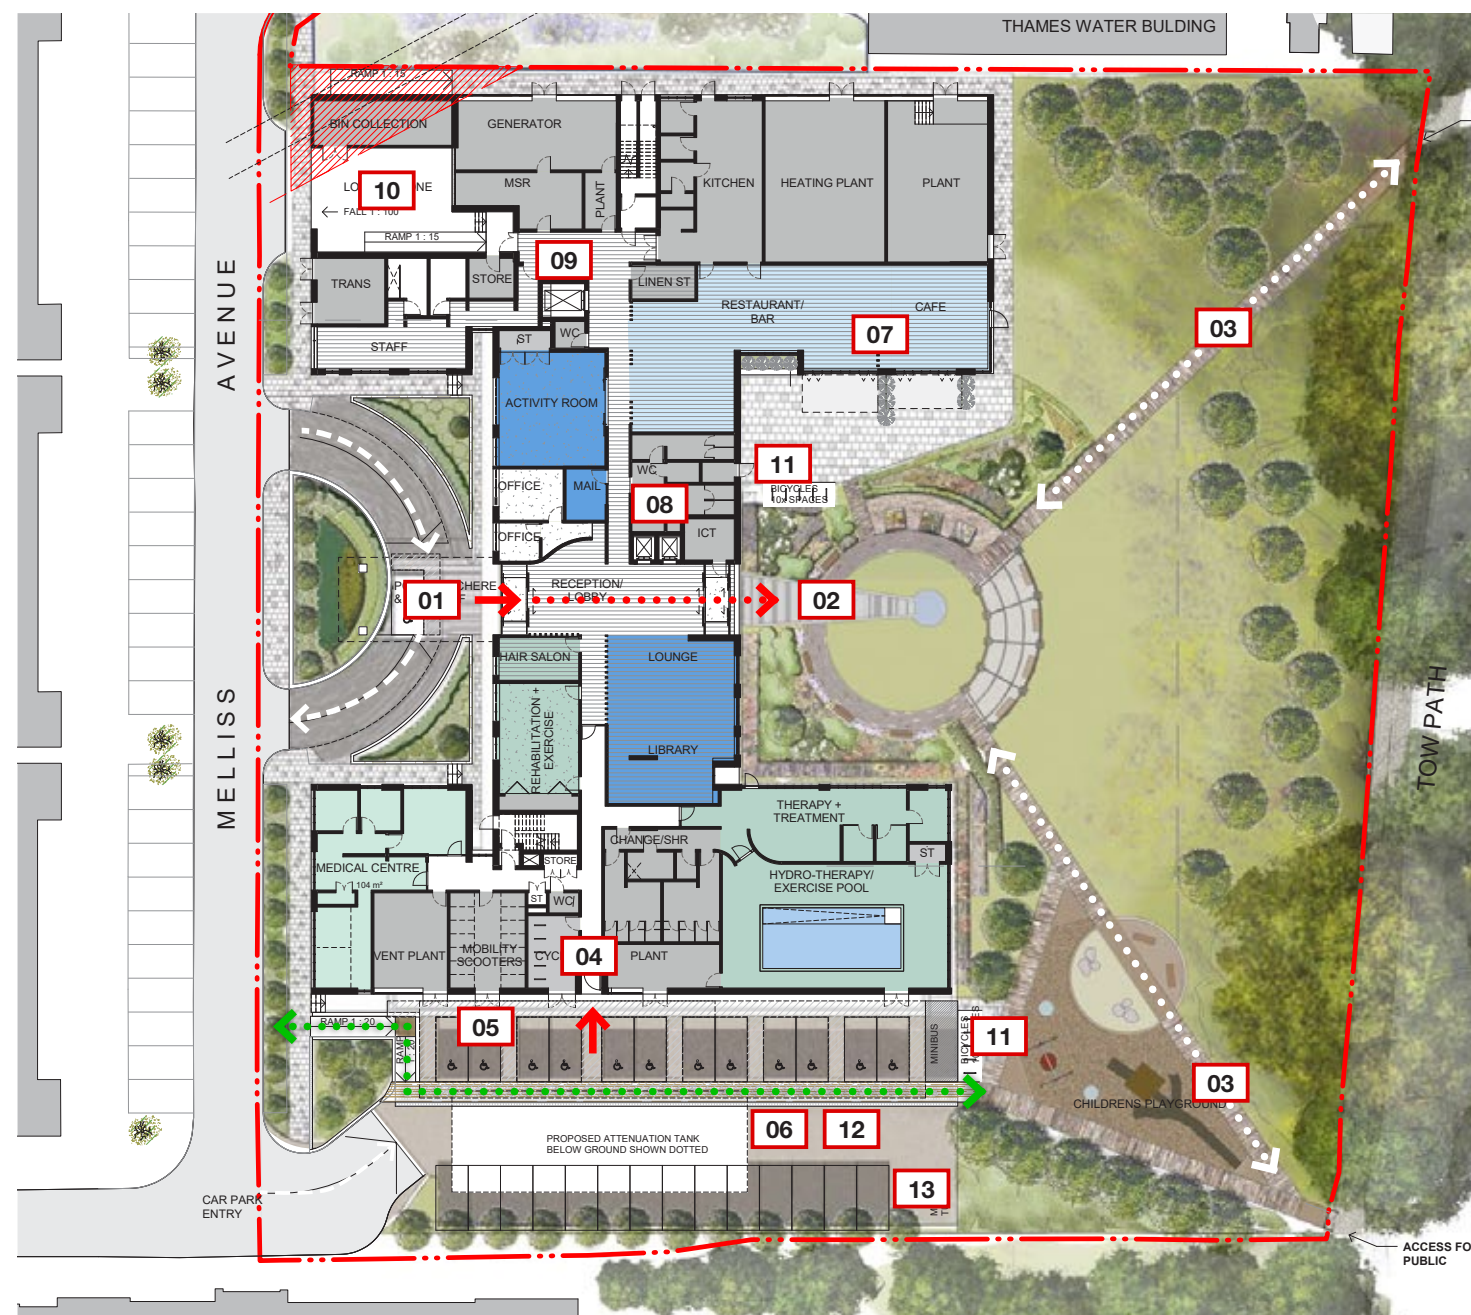 THAMES WATER BULDING
RAMP 1 : 15
BIN COLLECTION
GENERATOR
10
FALL 1 : 100
RAMP 1 : 15
MSR
PLANT
KITCHEN
HEATING PLANT
PLANT
09
TRANS
STORE
LINEN ST
STAFF
ST
WC
RESTAURANT/
BAR
CAFE
07
03
ACTIVITY ROOM
OFFICE
MAIL
OFFICE
WC
08
ICT
11
BICYCLES
10x SPACES
AVENUE
MELLISS
01
CHERE
&
RECEPTION/
LOBBY
02
HAIR SALON
LOUNGE
REHABILITATION +
EXERCISE
LIBRARY
TOW PATH
THERAPY +
TREATMENT
CHANGE/SHR
ST
MEDICAL CENTRE
104 m²
STORE
ST
WC
HYDRO-THERAPY/
EXERCISE POOL
VENT PLANT
MOBILITY
SCOOTERS
CYC
04
PLANT
RAMP 1 : 20
RAMP
05
MINIBUS
BICYCLES
11
03
CHILDRENS PLAYGROUND
06
12
PROPOSED ATTENUATION TANK
BELOW GROUND SHOWN DOTTED
13
CAR PARK
ENTRY
ACCESS FO
PUBLIC